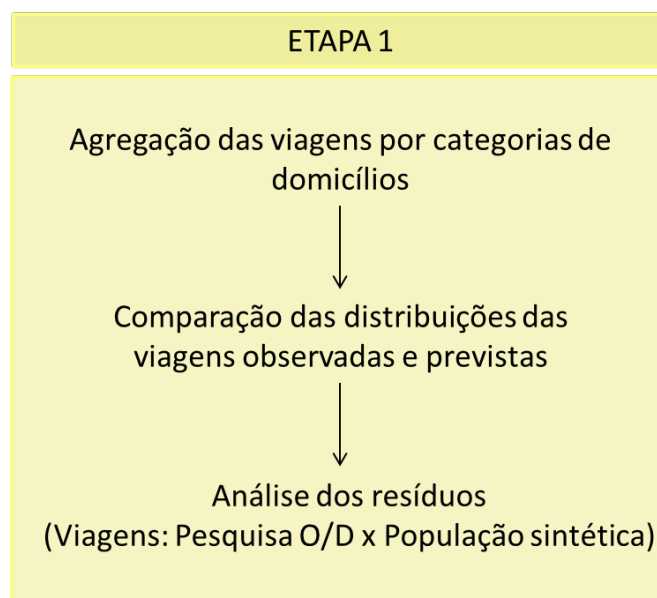 ETAPA 1
Agregação das viagens por categorias de
domicílios
Comparação das distribuições das
viagens observadas e previstas
Análise dos resíduos
(Viagens: Pesquisa O/D x População sintética)